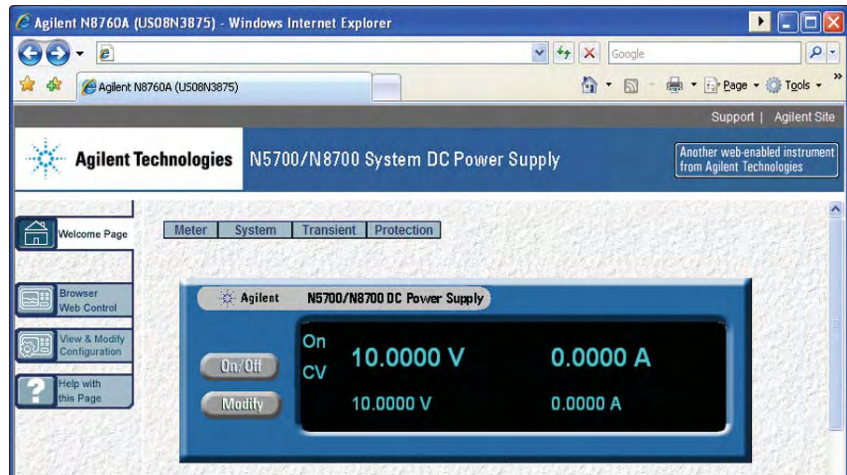 Agilent N8760A (US08N3875) - Windows Internet Explorer
Google
Agilent N8760A (US08N3875)
Page
Tools
Support | Agilent Site
Agilent Technologies
N5700/N8700 System DC Power Supply
Another web-enabled instrument
from Agilent Technologies
Welcome Page
Meter System Transient Protection
Browser
Web Control
View & Modify
Configuration
Help with
this Page
Agilent N5700/N8700 DC Power Supply
On/Off
Modify
On
CV
10.0000 V 0.0000 A
10.0000 V 0.0000 A